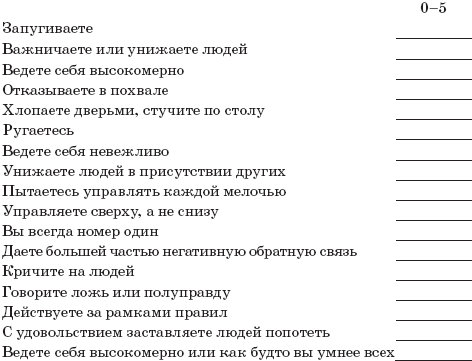 0–5
Запугиваете
Важничаете или унижаете людей
Ведете себя высокомерно
Отказываете в похвале
Хлопаете дверьми, стучите по столу
Ругаетесь
Ведете себя невежливо
Унижаете людей в присутствии других
Пытаетесь управлять каждой мелочью
Управляете сверху, а не снизу
Вы всегда номер один
Даете большей частью негативную обратную связь
Кричите на людей
Говорите ложь или полуправду
Действуете за рамками правил
С удовольствием заставляете людей попотеть
Ведете себя высокомерно или как будто вы умнее всех